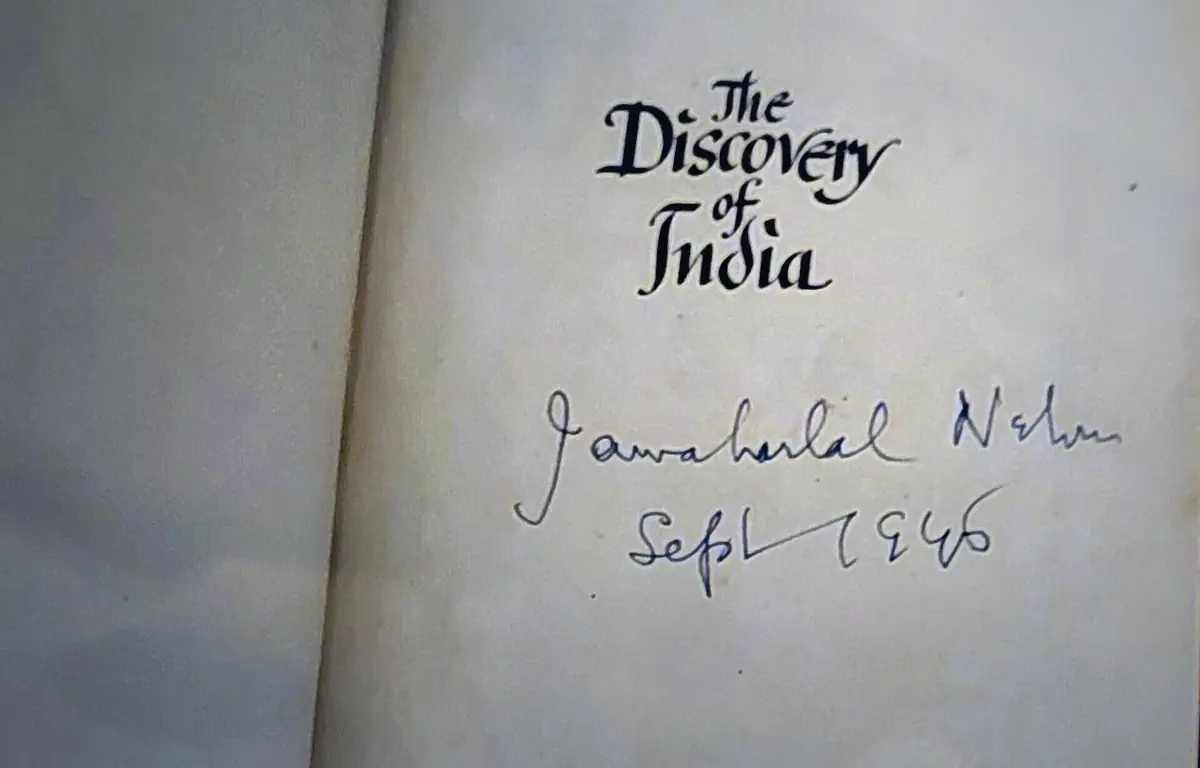 The
Discovery
of
India
Jawaharlal Nehru
Sept 1946